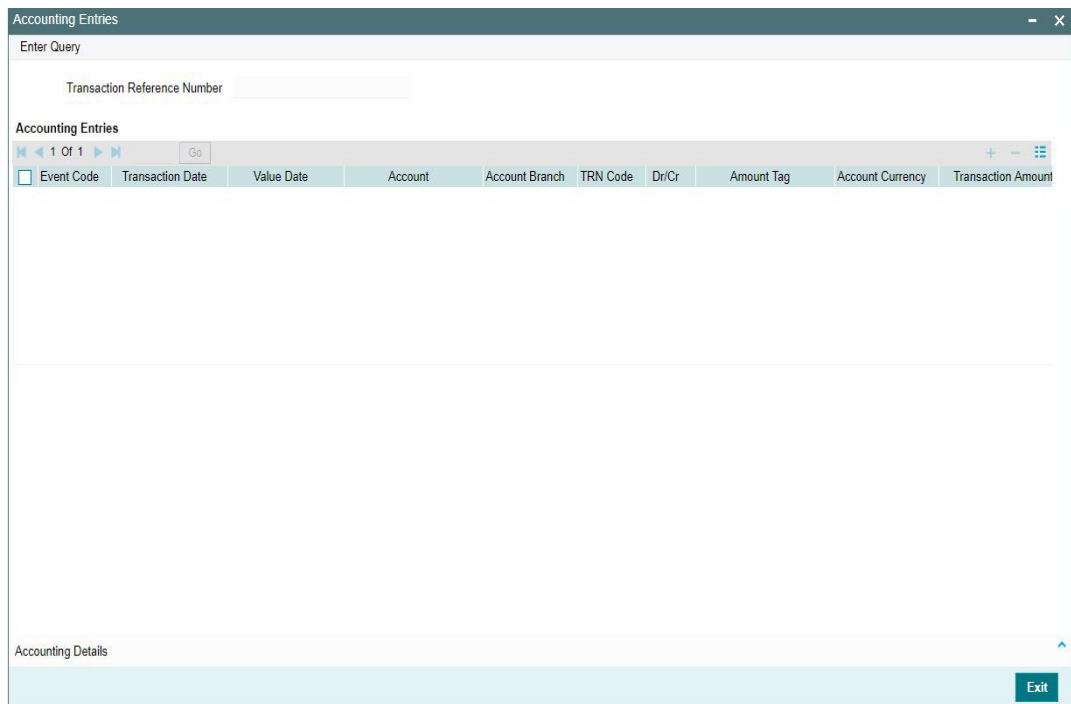 Accounting Entries
Enter Query
Transaction Reference Number
Accounting Entries
1 Of 1 Go
Event Code Transaction Date Value Date Account Account Branch TRN Code Dr/Cr Amount Tag Account Currency Transaction Amount
Accounting Details
Exit